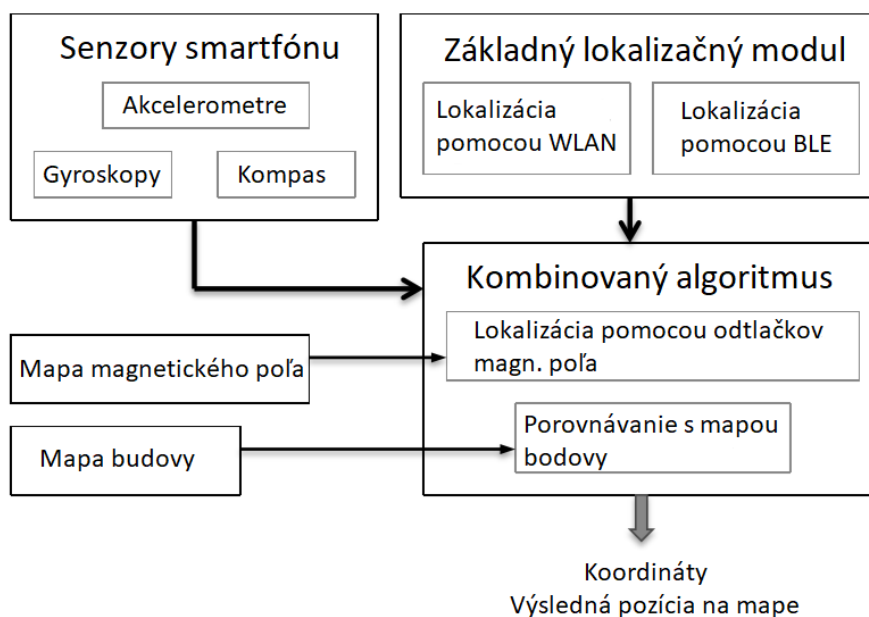 Senzory smartfónu
Akcelerometre
Gyroskopy
Kompas
Základný lokalizačný modul
Lokalizácia
pomocou WLAN
Lokalizácia
pomocou BLE
Kombinovaný algoritmus
Lokalizácia pomocou odtlačkov
magn. poľa
Mapa magnetického poľa
Porovnávanie s mapou
bodovy
Mapa budovy
Koordináty
Výsledná pozícia na mape